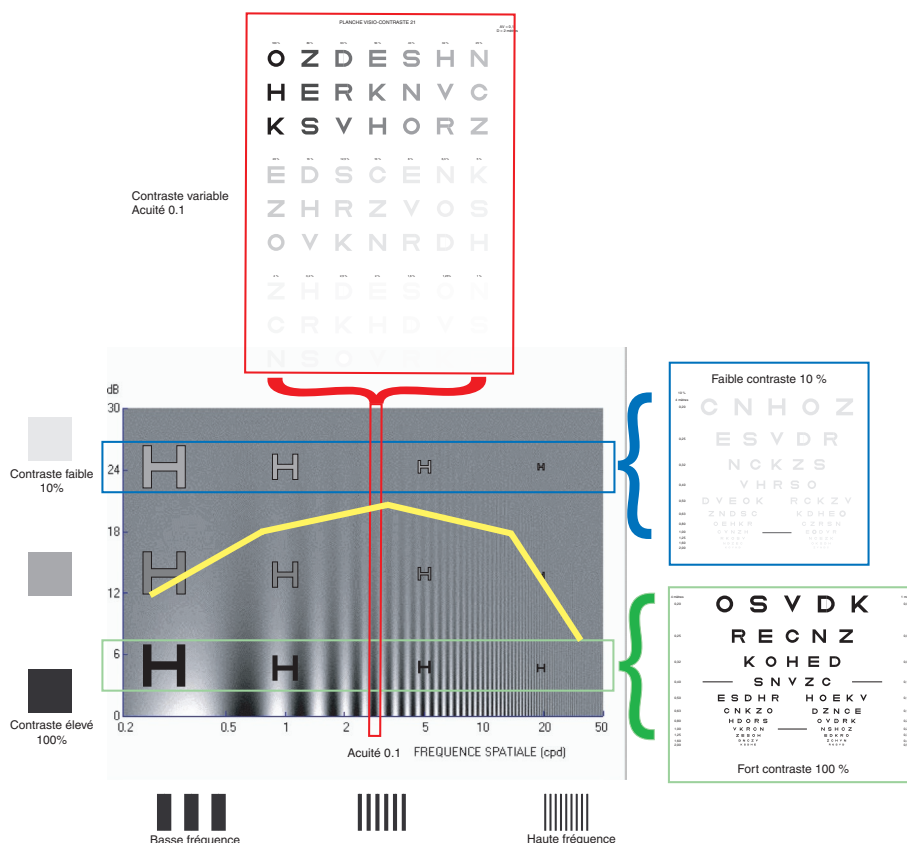 PLANCHE VISIO-CONTRASTE 21
O Z D E S H N
H E R K N V C
K S V H O R Z
E D S C E N K
Z H R Z V O S
O V K N R D H
Z H D E S O N
C R K H D V S
N S O V R
Contraste variable
Acuité 0.1
dB
30
24
18
12
6
0
H H H H
H H H H
H H H H
0.2 0.5 1 2 5 10 20 50
Acuité 0.1 FREQUENCE SPATIALE (cpd)
Contraste faible
10%
Contraste élevé
100%
Basse fréquence
Haute fréquence
Faible contraste 10 %
C N H O Z
E S V D R
N C K Z S
V H R S O
D V E O K R C K Z V
Z N D S C K D H E O
O S V D K
R E C N Z
K O H E D
S N V Z C
E S D H R H O E K V
C N K Z O D Z N C E
H D O R S O V D R K
Y K R O N N S H O Z
Fort contraste 100 %